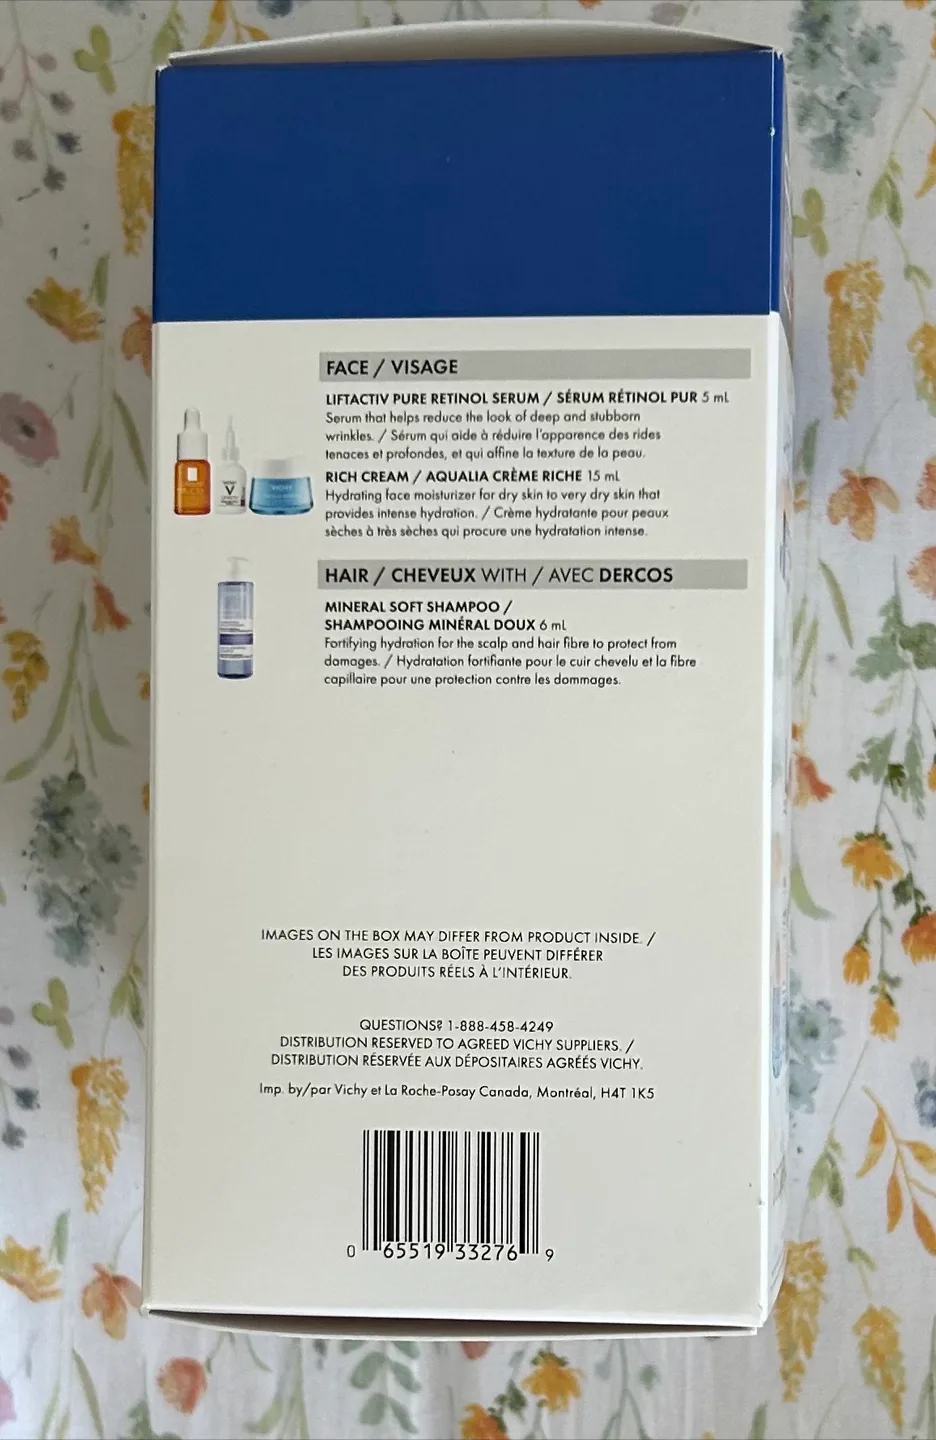 FACE / VISAGE
LIFTACTIV PURE RETINOL SERUM / SÉRUM RÉTINOL PUR 5 mL
Serum that helps reduce the look of deep and stubborn
wrinkles. / Sérum qui aide à réduire l'apparence des rides
tenaces et profondes, et qui affine la texture de la peau.
RICH CREAM / AQUALIA CRÈME RICHE 15 mL
Hydrating face moisturizer for dry skin to very dry skin that
provides intense hydration. / Crème hydratante pour peaux
sèches à très sèches qui procure une hydratation intense.
VICHY
HAIR / CHEVEUX WITH / AVEC DERCOS
MINERAL SOFT SHAMPOO /
SHAMPOOING MINÉRAL DOUX 6 mL
Fortifying hydration for the scalp and hair fibre to protect from
damages. / Hydratation fortifiante pour le cuir chevelu et la fibre
capillaire pour une protection contre les dommages.
IMAGES ON THE BOX MAY DIFFER FROM PRODUCT INSIDE. /
LES IMAGES SUR LA BOÎTE PEUVENT DIFFÉRER
DES PRODUITS RÉELS À L'INTÉRIEUR.
QUESTIONS? 1-888-458-4249
DISTRIBUTION RESERVED TO AGREED VICHY SUPPLIERS. /
DISTRIBUTION RÉSERVÉE AUX DÉPOSITAIRES AGRÉÉS VICHY.
Imp. by/par Vichy et La Roche-Posay Canada, Montréal, H4T 1K5
0 65519 33276 9